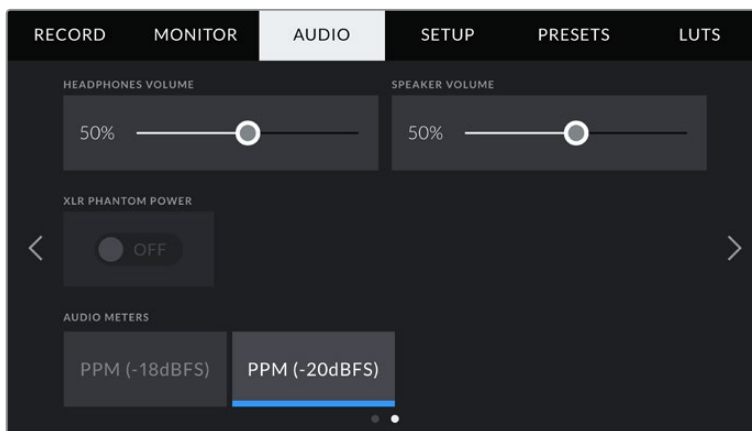 RECORD MONITOR AUDIO SETUP PRESETS LUTS
HEADPHONES VOLUME SPEAKER VOLUME
50% 50%
XLR PHANTOM POWER
OFF
AUDIO METERS
PPM (-18dBFS) PPM (-20dBFS)